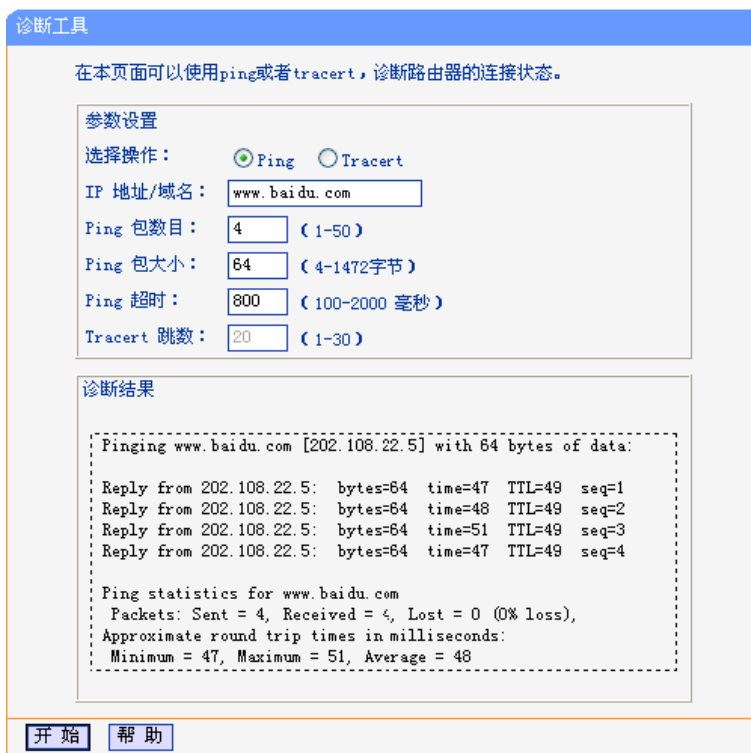 诊断工具
在本页面可以使用ping或者tracert，诊断路由器的连接状态。
参数设置
选择操作： Ping Tracert
IP 地址/域名： www.baidu.com
Ping 包数目： 4 （1-50）
Ping 包大小： 64 （4-1472字节）
Ping 超时： 800 （100-2000 毫秒）
Tracert 跳数： 20 （1-30）
诊断结果
Pinging www.baidu.com [202.108.22.5] with 64 bytes of data:
Reply from 202.108.22.5: bytes=64 time=47 TTL=49 seq=1
Reply from 202.108.22.5: bytes=64 time=48 TTL=49 seq=2
Reply from 202.108.22.5: bytes=64 time=51 TTL=49 seq=3
Reply from 202.108.22.5: bytes=64 time=47 TTL=49 seq=4
Ping statistics for www.baidu.com
Packets: Sent = 4, Received = 4, Lost = 0 (0% loss),
Approximate round trip times in milliseconds:
Minimum = 47, Maximum = 51, Average = 48
开 始 帮 助